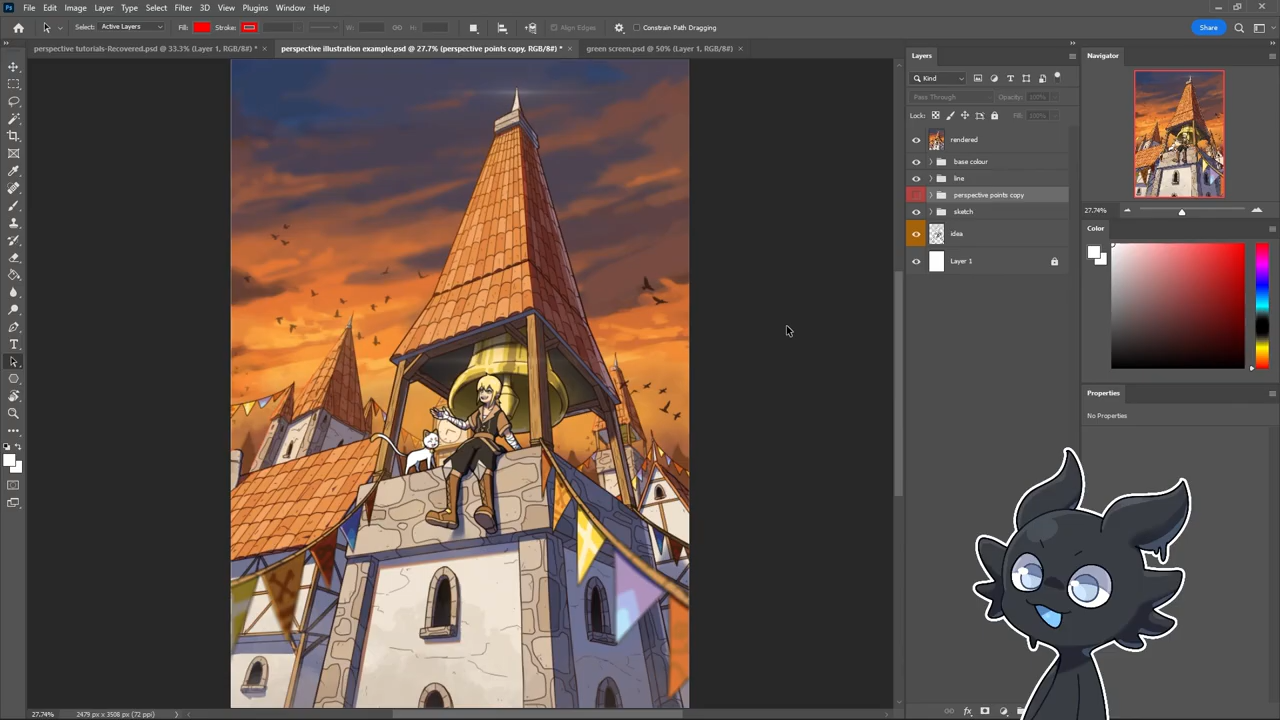 File Edit Image Layer Type Select Filter 3D View Plugins Window Help
Select: Active Layers Fill: Stroke: W: H: Align Edges Constrain Path Dragging Share
perspective tutorials-Recovered.psd @ 33.3% (Layer 1, RGB/8#) * × perspective illustration example.psd @ 27.7% (perspective points copy, RGB/8#) * × green screen.psd @ 50% (Layer 1, RGB/8#) ×
Layers
Kind
Pass Through Opacity: 100%
Lock: Fill: 100%
rendered
base colour
line
perspective points copy
sketch
idea
Layer 1
Navigator
27.74%
Color
Properties
No Properties
27.74% 2479 px x 3508 px (72 ppi)